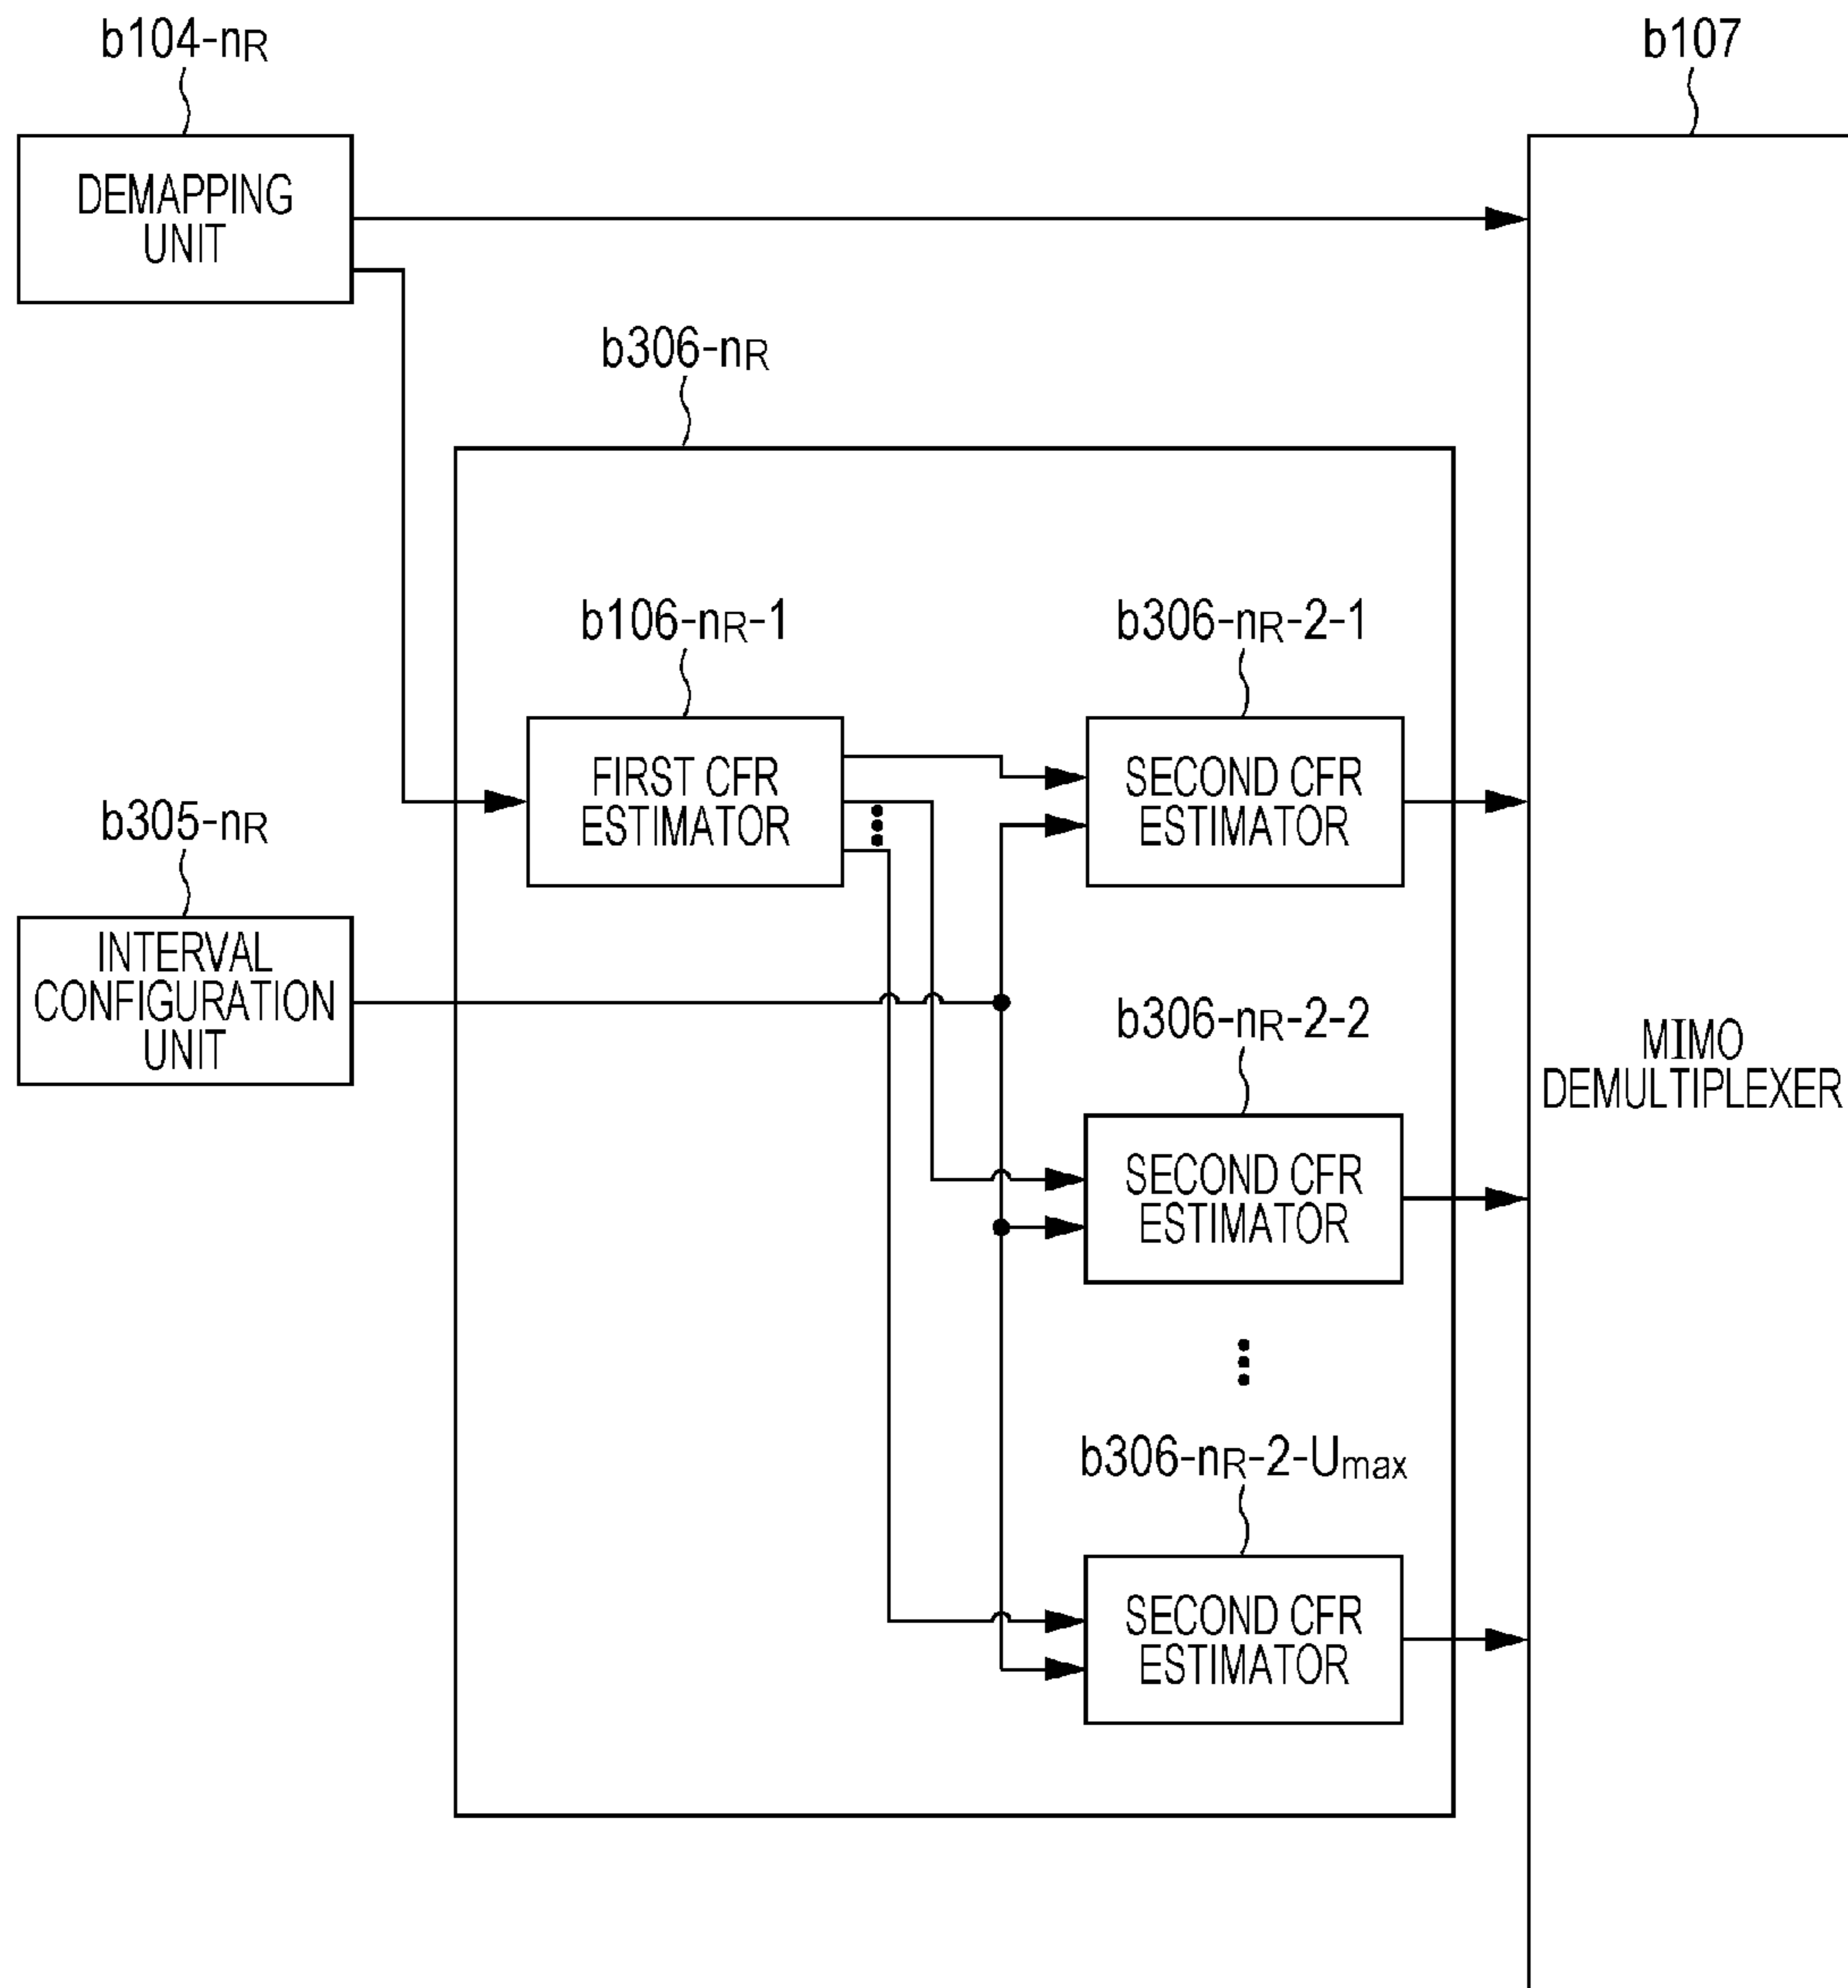 b104-nR
b107
DEMAPPING
UNIT
b306-nR
b106-nR-1
b306-nR-2-1
FIRST CFR
ESTIMATOR
SECOND CFR
ESTIMATOR
b305-nR
INTERVAL
CONFIGURATION
UNIT
b306-nR-2-2
MIMO
DEMULTIPLEXER
SECOND CFR
ESTIMATOR
b306-nR-2-Umax
SECOND CFR
ESTIMATOR